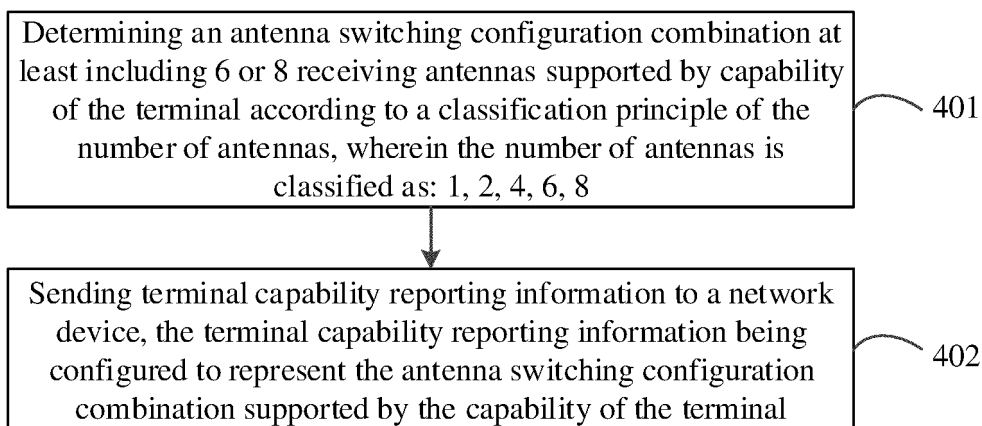 Determining an antenna switching configuration combination at
least including 6 or 8 receiving antennas supported by capability
of the terminal according to a classification principle of the
number of antennas, wherein the number of antennas is
classified as: 1, 2, 4, 6, 8
401
Sending terminal capability reporting information to a network
device, the terminal capability reporting information being
configured to represent the antenna switching configuration
combination supported by the capability of the terminal
402